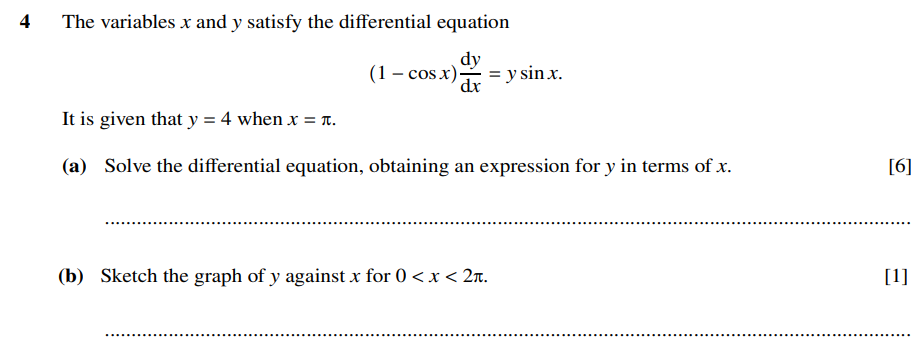 4 The variables x and y satisfy the differential equation
(1 − cos x) dy/dx = y sin x.
It is given that y = 4 when x = π.
(a) Solve the differential equation, obtaining an expression for y in terms of x. [6]
(b) Sketch the graph of y against x for 0 < x < 2π. [1]